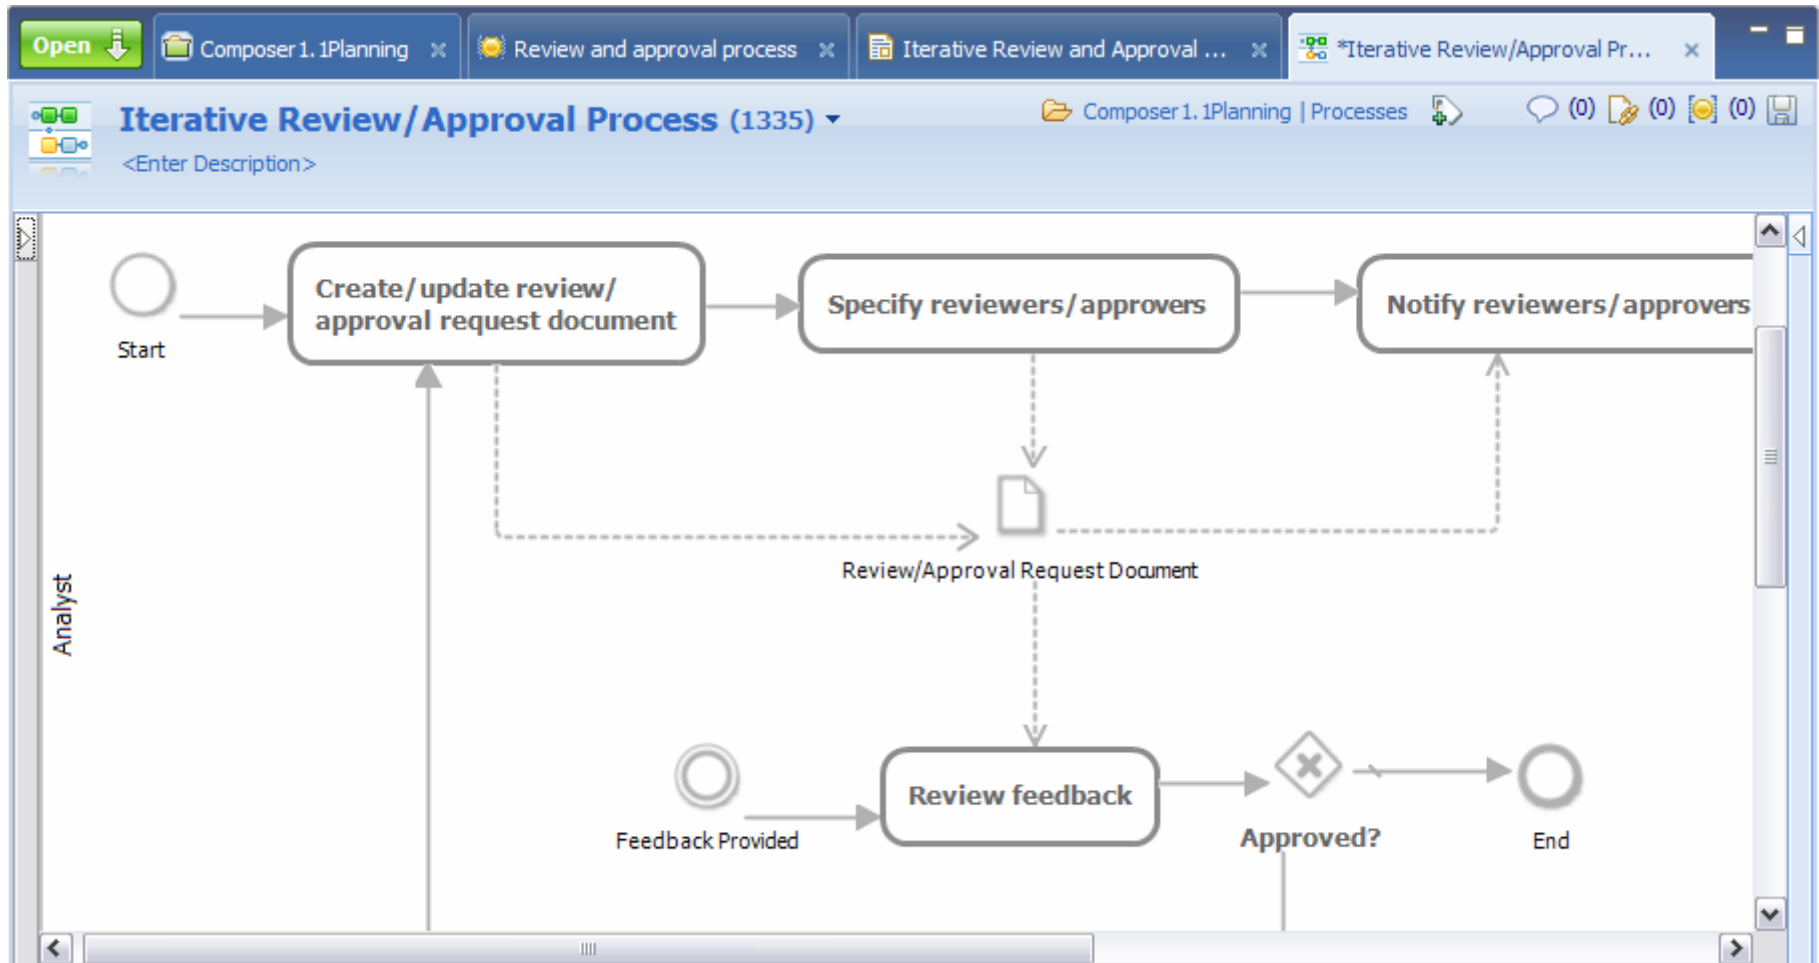 Open
Composer1.1Planning
Review and approval process
Iterative Review and Approval ...
*Iterative Review/Approval Pr...
Iterative Review/Approval Process (1335)
Composer1.1Planning | Processes
(0)
(0)
(0)
<Enter Description>
Start
Create/update review/
approval request document
Specify reviewers/approvers
Notify reviewers/approvers
Review/Approval Request Document
Analyst
Feedback Provided
Review feedback
Approved?
End